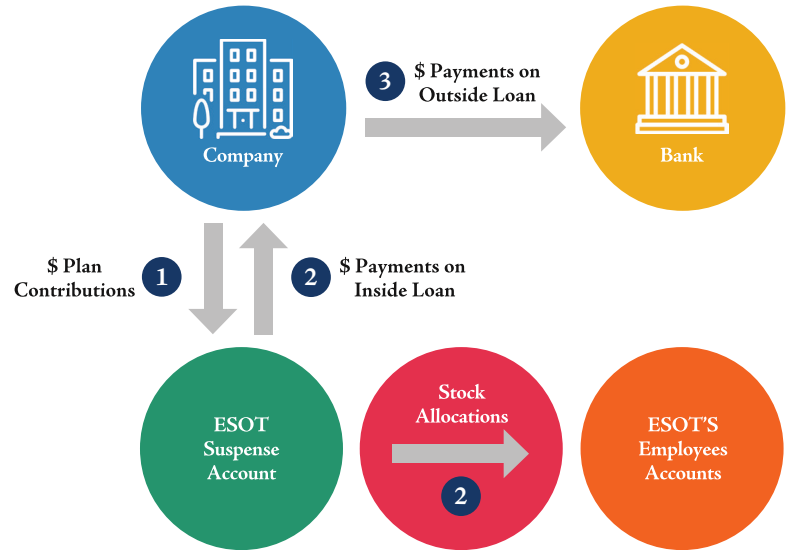 Company
3
$ Payments on
Outside Loan
Bank
$ Plan
Contributions
1
2
$ Payments on
Inside Loan
ESOT
Suspense
Account
Stock
Allocations
2
ESOT'S
Employees
Accounts